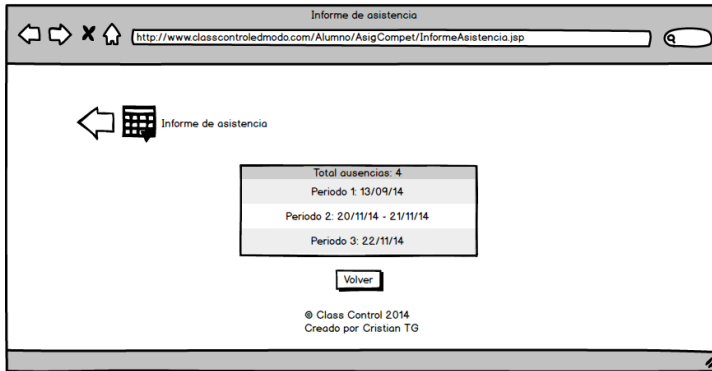 Informe de asistencia
http://www.classcontroledmodo.com/Alumno/AsigCompet/InformeAsistencia.jsp
Informe de asistencia
Total ausencias: 4
Periodo 1: 13/09/14
Periodo 2: 20/11/14 - 21/11/14
Periodo 3: 22/11/14
Volver
© Class Control 2014
Creado por Cristian TG